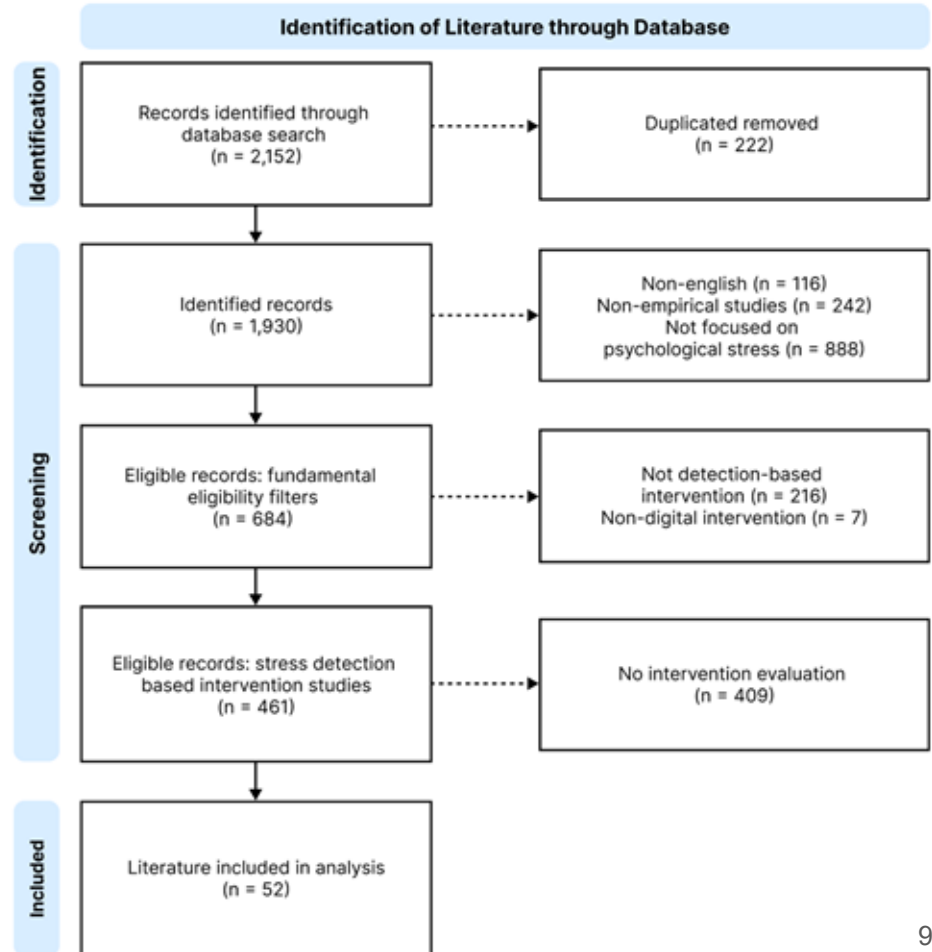 Identification of Literature through Database
Identification
Records identified through
database search
(n = 2,152)
Duplicated removed
(n = 222)
Screening
Identified records
(n = 1,930)
Non-english (n = 116)
Non-empirical studies (n = 242)
Not focused on
psychological stress (n = 888)
Eligible records: fundamental
eligibility filters
(n = 684)
Not detection-based
intervention (n = 216)
Non-digital intervention (n = 7)
Eligible records: stress detection
based intervention studies
(n = 461)
No intervention evaluation
(n = 409)
Included
Literature included in analysis
(n = 52)
9